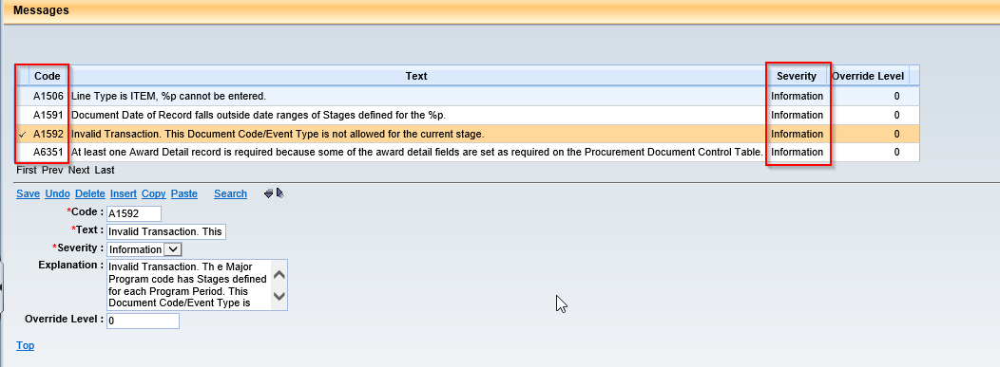 Messages
Code Text Severity Override Level
A1506 Line Type is ITEM, %p cannot be entered. Information 0
A1591 Document Date of Record falls outside date ranges of Stages defined for the %p. Information 0
A1592 Invalid Transaction. This Document Code/Event Type is not allowed for the current stage. Information 0
A6351 At least one Award Detail record is required because some of the award detail fields are set as required on the Procurement Document Control Table. Information 0
First Prev Next Last
Save Undo Delete Insert Copy Paste Search
*Code : A1592
*Text : Invalid Transaction. This
*Severity : Information
Explanation : Invalid Transaction. Th e Major
Program code has Stages defined
for each Program Period. This
Document Code/Event Type is
Override Level : 0
Top